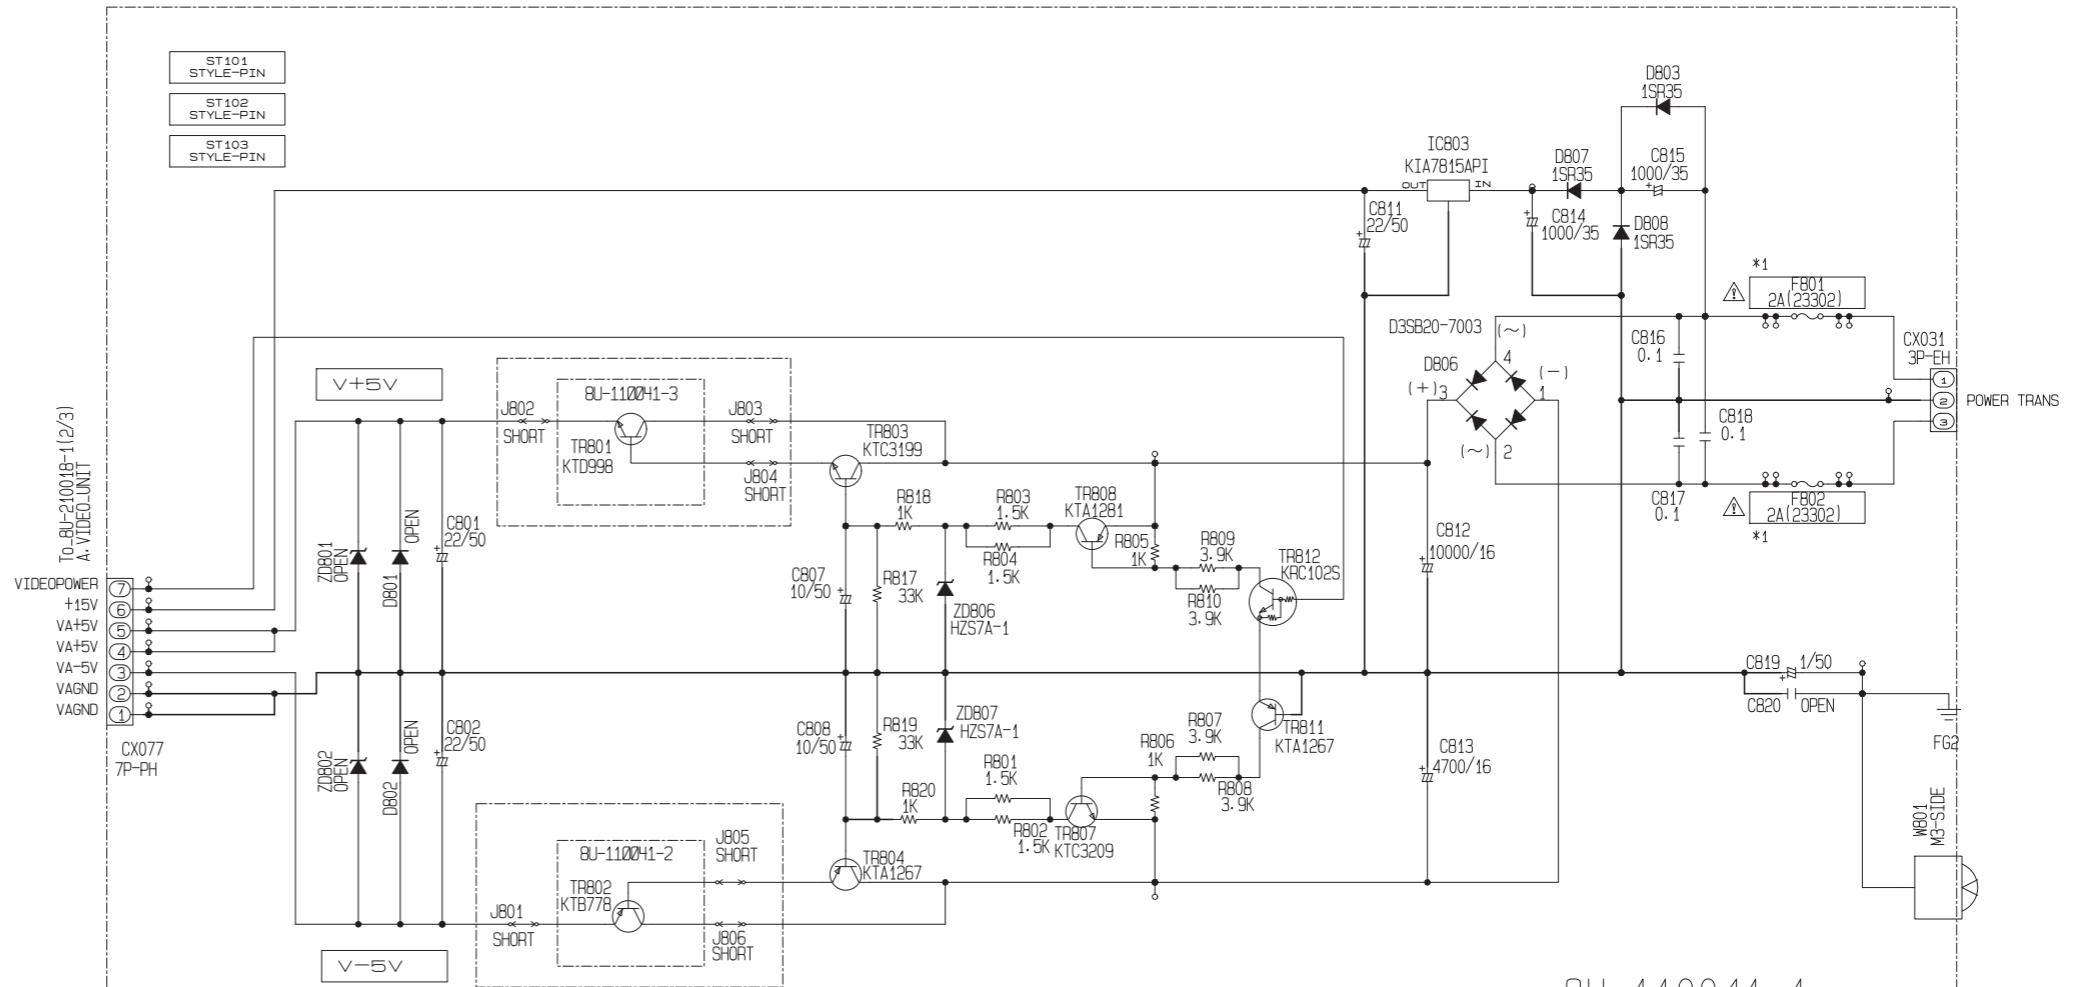 ST101
STYLE-PIN
ST102
STYLE-PIN
ST103
STYLE-PIN
D803
1SR35
IC803
KIA7815API
OUT
IN
D807
1SR35
C815
+
1000/35
C811
22/50
+
C814
1000/35
+
D808
1SR35
*1
F801
2A(23302)
D3SB20-7003
(~)
D806
4
(+)
3
(-)
1
(~)
2
C816
0.1
C818
0.1
C817
0.1
F802
2A(23302)
*1
CX031
3P-EH
1
2
3
POWER TRANS
V+5V
8U-110041-3
J802
SHORT
TR801
KTD998
J803
SHORT
J804
SHORT
TR803
KTC3199
To_8U-210018-1(2/3)
A.VIDEO_UNIT
ZD801
OPEN
D801
OPEN
C801
22/50
+
R818
1K
R803
1.5K
R804
1.5K
TR808
KTA1281
R805
1K
R809
3.9K
R810
3.9K
TR812
KRC102S
C812
10000/16
+
C807
10/50
+
R817
33K
ZD806
HZS7A-1
VIDEOPOWER
7
+15V
6
VA+5V
5
VA+5V
4
VA-5V
3
VAGND
2
VAGND
1
CX077
7P-PH
ZD802
OPEN
D802
OPEN
C802
22/50
+
C808
10/50
+
R819
33K
ZD807
HZS7A-1
R801
1.5K
R820
1K
R802
1.5K
TR807
KTC3209
R806
1K
R807
3.9K
R808
3.9K
TR811
KTA1267
C813
4700/16
+
C819
1/50
+
C820
OPEN
FG2
W801
M3-SIDE
8U-110041-2
TR802
KTB778
J805
SHORT
TR804
KTA1267
J801
SHORT
J806
SHORT
V-5V
8U-110041-1